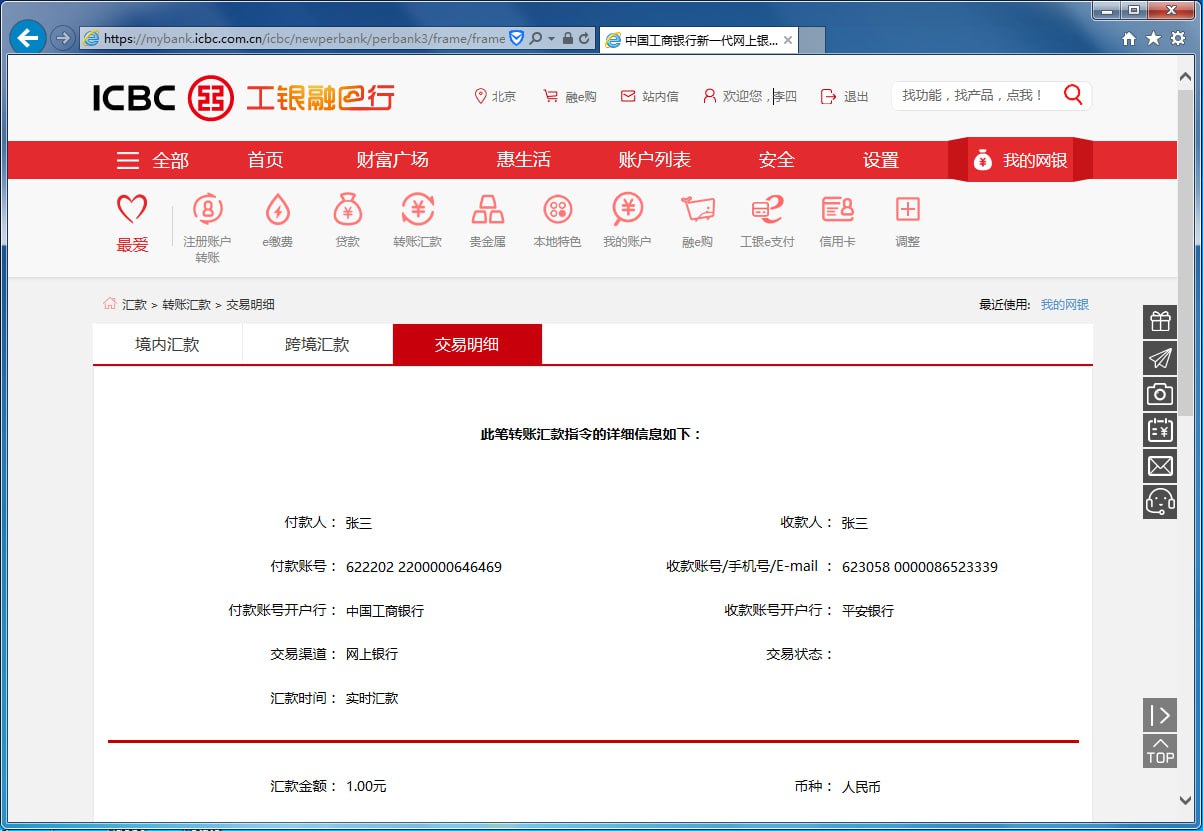 https://mybank.icbc.com.cn/icbc/newperbank/perbank3/frame/frame
中国工商银行新一代网上银...
ICBC 工银融e行
北京 融e购 站内信 欢迎您，李四 退出 找功能，找产品，点我！
全部 首页 财富广场 惠生活 账户列表 安全 设置 我的网银
最爱 注册账户 e缴费 贷款 转账汇款 贵金属 本地特色 我的账户 融e购 工银e支付 信用卡 调整
转账
汇款 > 转账汇款 > 交易明细 最近使用: 我的网银
境内汇款 跨境汇款 交易明细
此笔转账汇款指令的详细信息如下：
付款人： 张三 收款人： 张三
付款账号： 622202 2200000646469 收款账号/手机号/E-mail ： 623058 0000086523339
付款账号开户行： 中国工商银行 收款账号开户行： 平安银行
交易渠道： 网上银行 交易状态：
汇款时间： 实时汇款
TOP
汇款金额： 1.00元 币种： 人民币